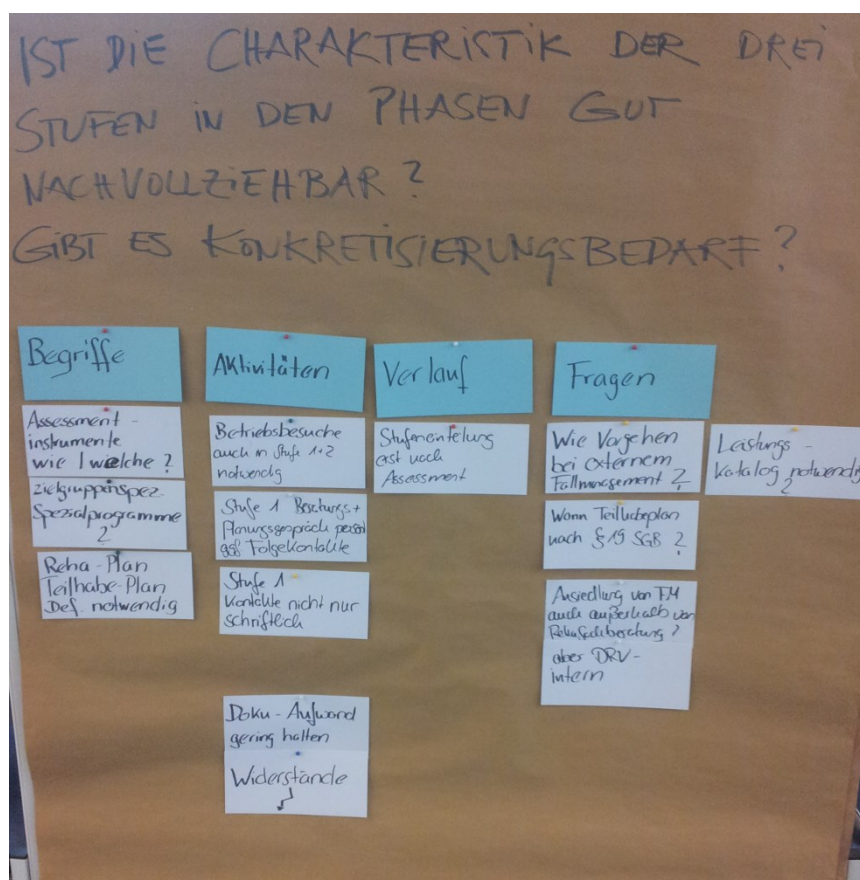 IST DIE CHARAKTERISTIK DER DREI
STUFEN IN DEN PHASEN GUT
NACHVOLLZIEHBAR?
GIBT ES KONKRETISIERUNGSBEDARF?
Begriffe
Assessment-
instrumente
wie / welche?
zielgruppenspez.
Spezialprogramme
?
Reha-Plan
Teilhabe-Plan
Def. notwendig
Aktivitäten
Betriebsbesuche
auch in Stufe 1+2
notwendig
Stufe 1 Beratungs+
Planungsgespräch persönl
ggf. Folgekontakte
Stufe 1
Kontakte nicht nur
schriftlich
Doku-Aufwand
gering halten
Widerstände
Verlauf
Stufeneinteilung
erst nach
Assessment
Fragen
Wie Vorgehen
bei externem
Fallmanagement?
Wann Teilhabeplan
nach § 19 SGB ?
Ansiedlung von FM
auch außerhalb von
Rehafachberatung?
aber DRV-
intern
Leistungs-
katalog notwendig
?